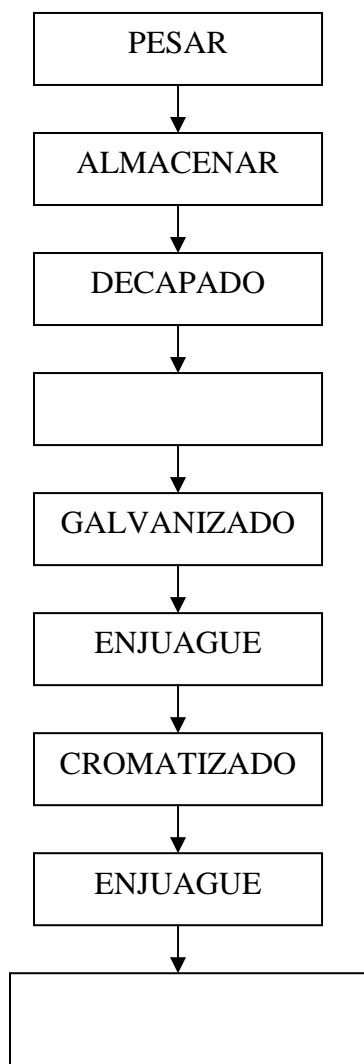 PESAR
ALMACENAR
DECAPADO
GALVANIZADO
ENJUAGUE
CROMATIZADO
ENJUAGUE